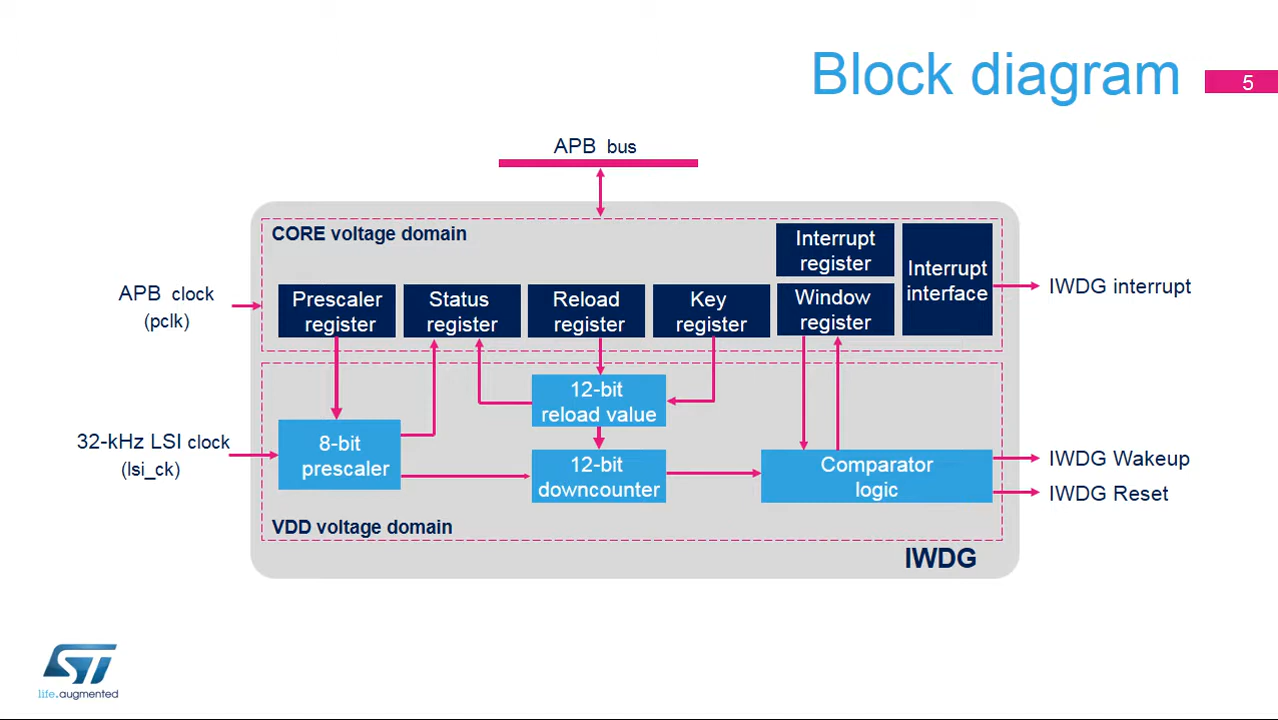 Block diagram
5
APB bus
CORE voltage domain
Interrupt
register
Interrupt
interface
IWDG interrupt
APB clock
(pclk)
Prescaler
register
Status
register
Reload
register
Key
register
Window
register
12-bit
reload value
32-kHz LSI clock
(lsi_ck)
8-bit
prescaler
12-bit
downcounter
Comparator
logic
IWDG Wakeup
IWDG Reset
VDD voltage domain
IWDG
ST
life.augmented